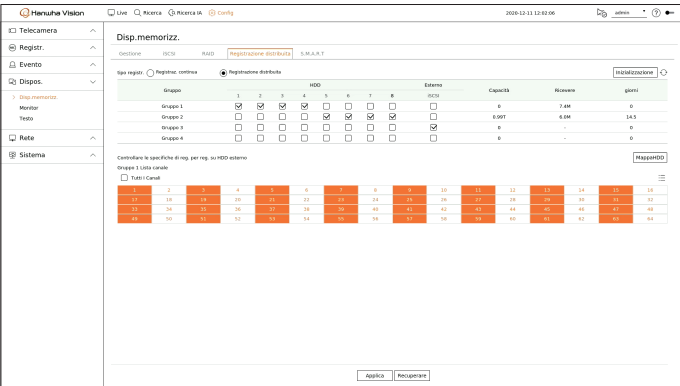 Hanwha Vision Live Ricerca Ricerca IA Config 2020-12-11 12:02:06 admin
Telecamera
Registr.
Evento
Dispos.
Disp.memorizz.
Monitor
Testo
Rete
Sistema
Disp.memorizz.
Gestione iSCSI RAID Registrazione distribuita S.M.A.R.T
Tipo registr. Registraz. continua Registrazione distribuita Inizializzazione
Gruppo HDD Esterno Capacità Ricevere giorni
1 2 3 4 5 6 7 8 iSCSI
Gruppo 1 0 7.4M 0
Gruppo 2 0.99T 6.0M 14.5
Gruppo 3 0 - 0
Gruppo 4 0 - 0
Controllare le specifiche di reg. per reg. su HDD esterno MappaHDD
Gruppo 1 Lista canale
Tutti i Canali
1 2 3 4 5 6 7 8 9 10 11 12 13 14 15 16
17 18 19 20 21 22 23 24 25 26 27 28 29 30 31 32
33 34 35 36 37 38 39 40 41 42 43 44 45 46 47 48
49 50 51 52 53 54 55 56 57 58 59 60 61 62 63 64
Applica Recuperare